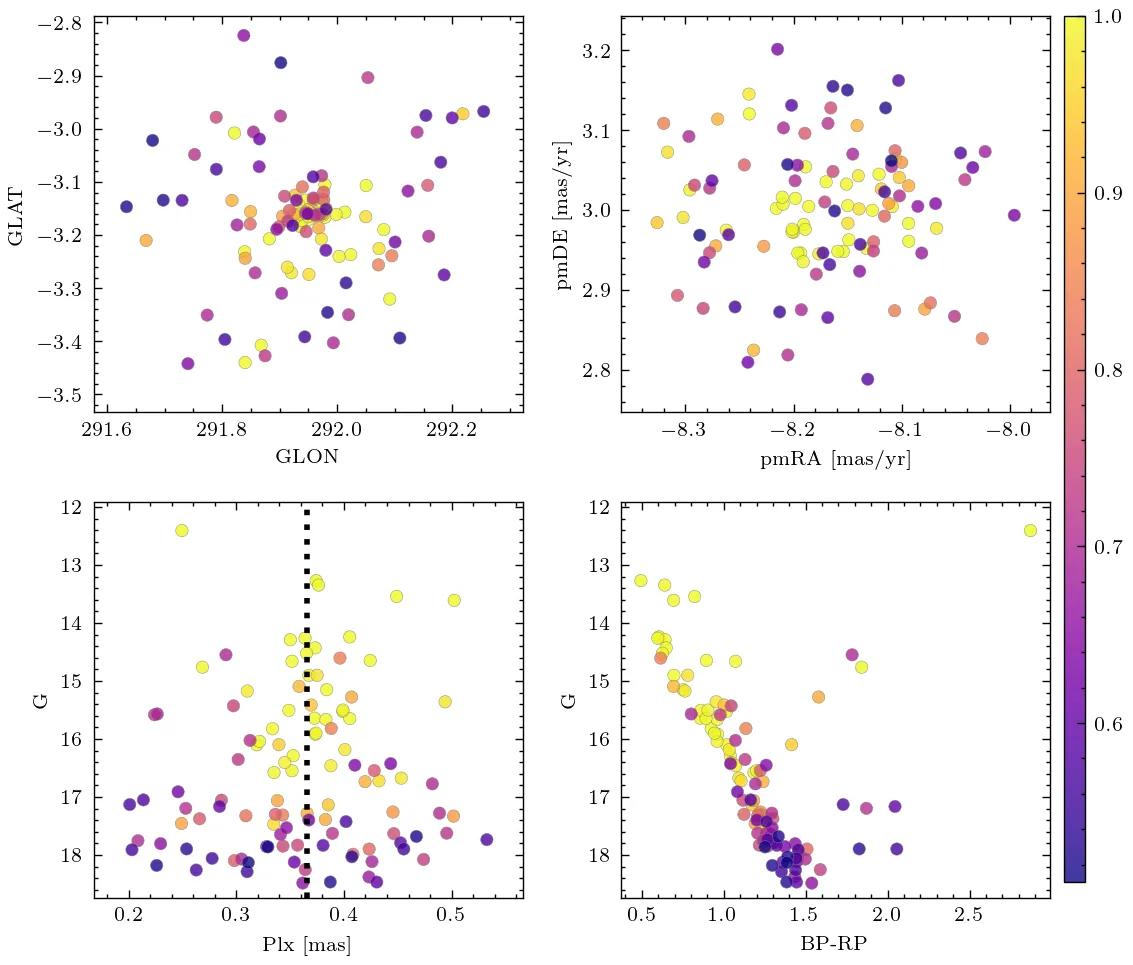 −2.8
−2.9
−3.0
−3.1
−3.2
−3.3
−3.4
−3.5
GLAT
291.6 291.8 292.0 292.2
GLON
3.2
3.1
3.0
2.9
2.8
pmDE [mas/yr]
−8.3 −8.2 −8.1 −8.0
pmRA [mas/yr]
12
13
14
15
16
17
18
G
0.2 0.3 0.4 0.5
Plx [mas]
12
13
14
15
16
17
18
G
0.5 1.0 1.5 2.0 2.5
BP-RP
1.0
0.9
0.8
0.7
0.6